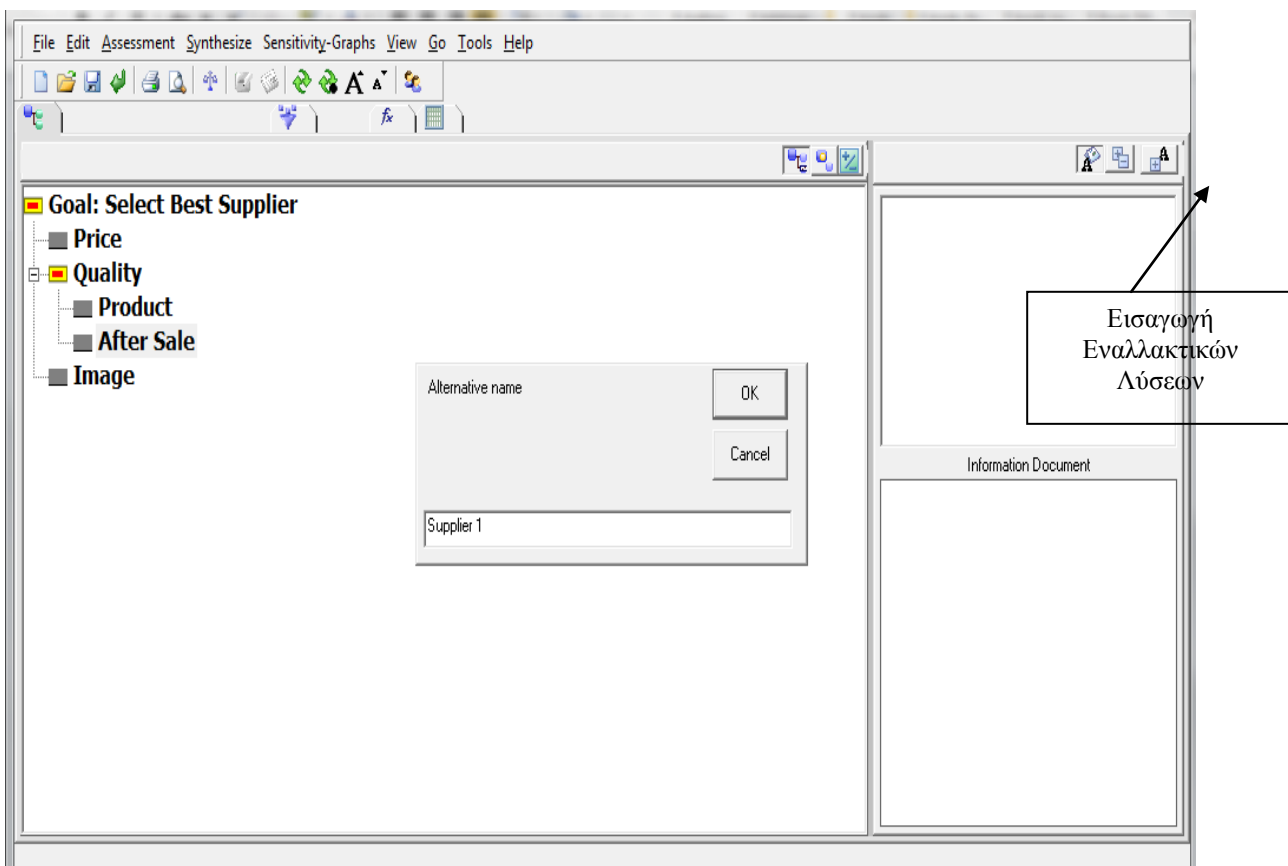 File Edit Assessment Synthesize Sensitivity-Graphs View Go Tools Help
Goal: Select Best Supplier
Price
Quality
Product
After Sale
Image
Alternative name
OK
Cancel
Supplier 1
Εισαγωγή
Εναλλακτικών
Λύσεων
Information Document